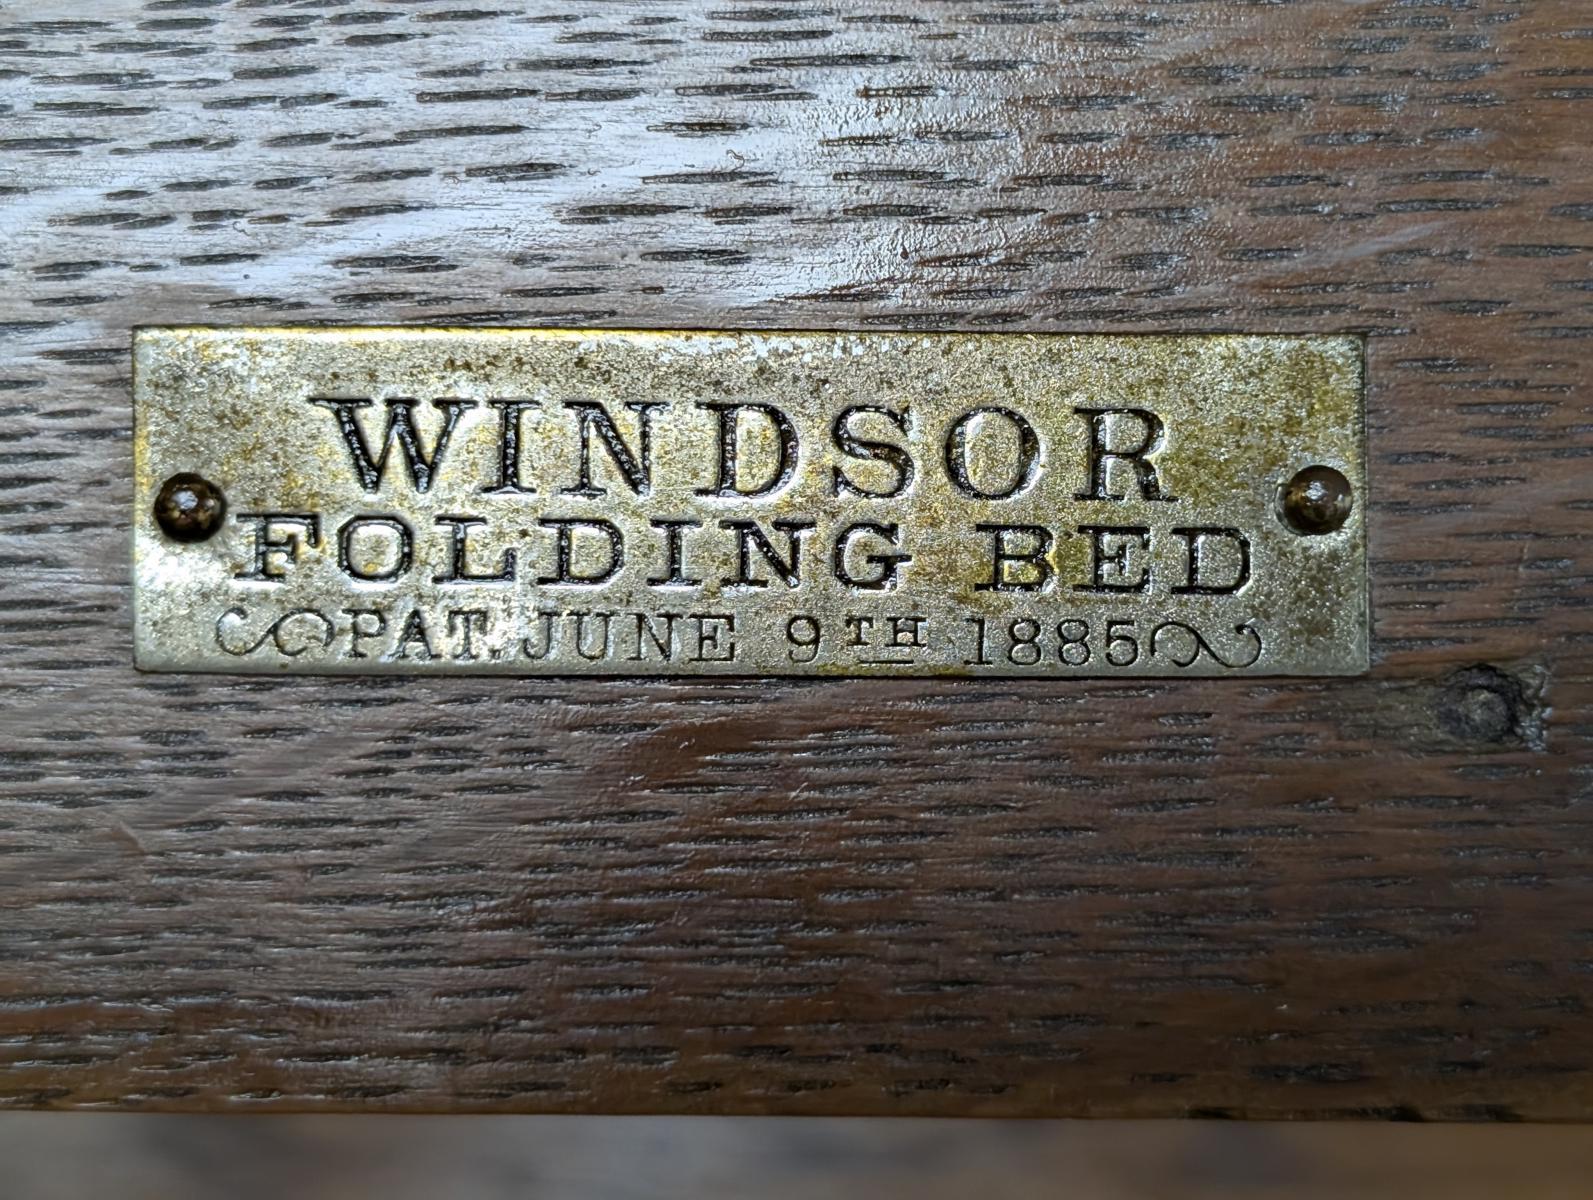 WINDSOR
FOLDING BED
PAT. JUNE 9TH 1885